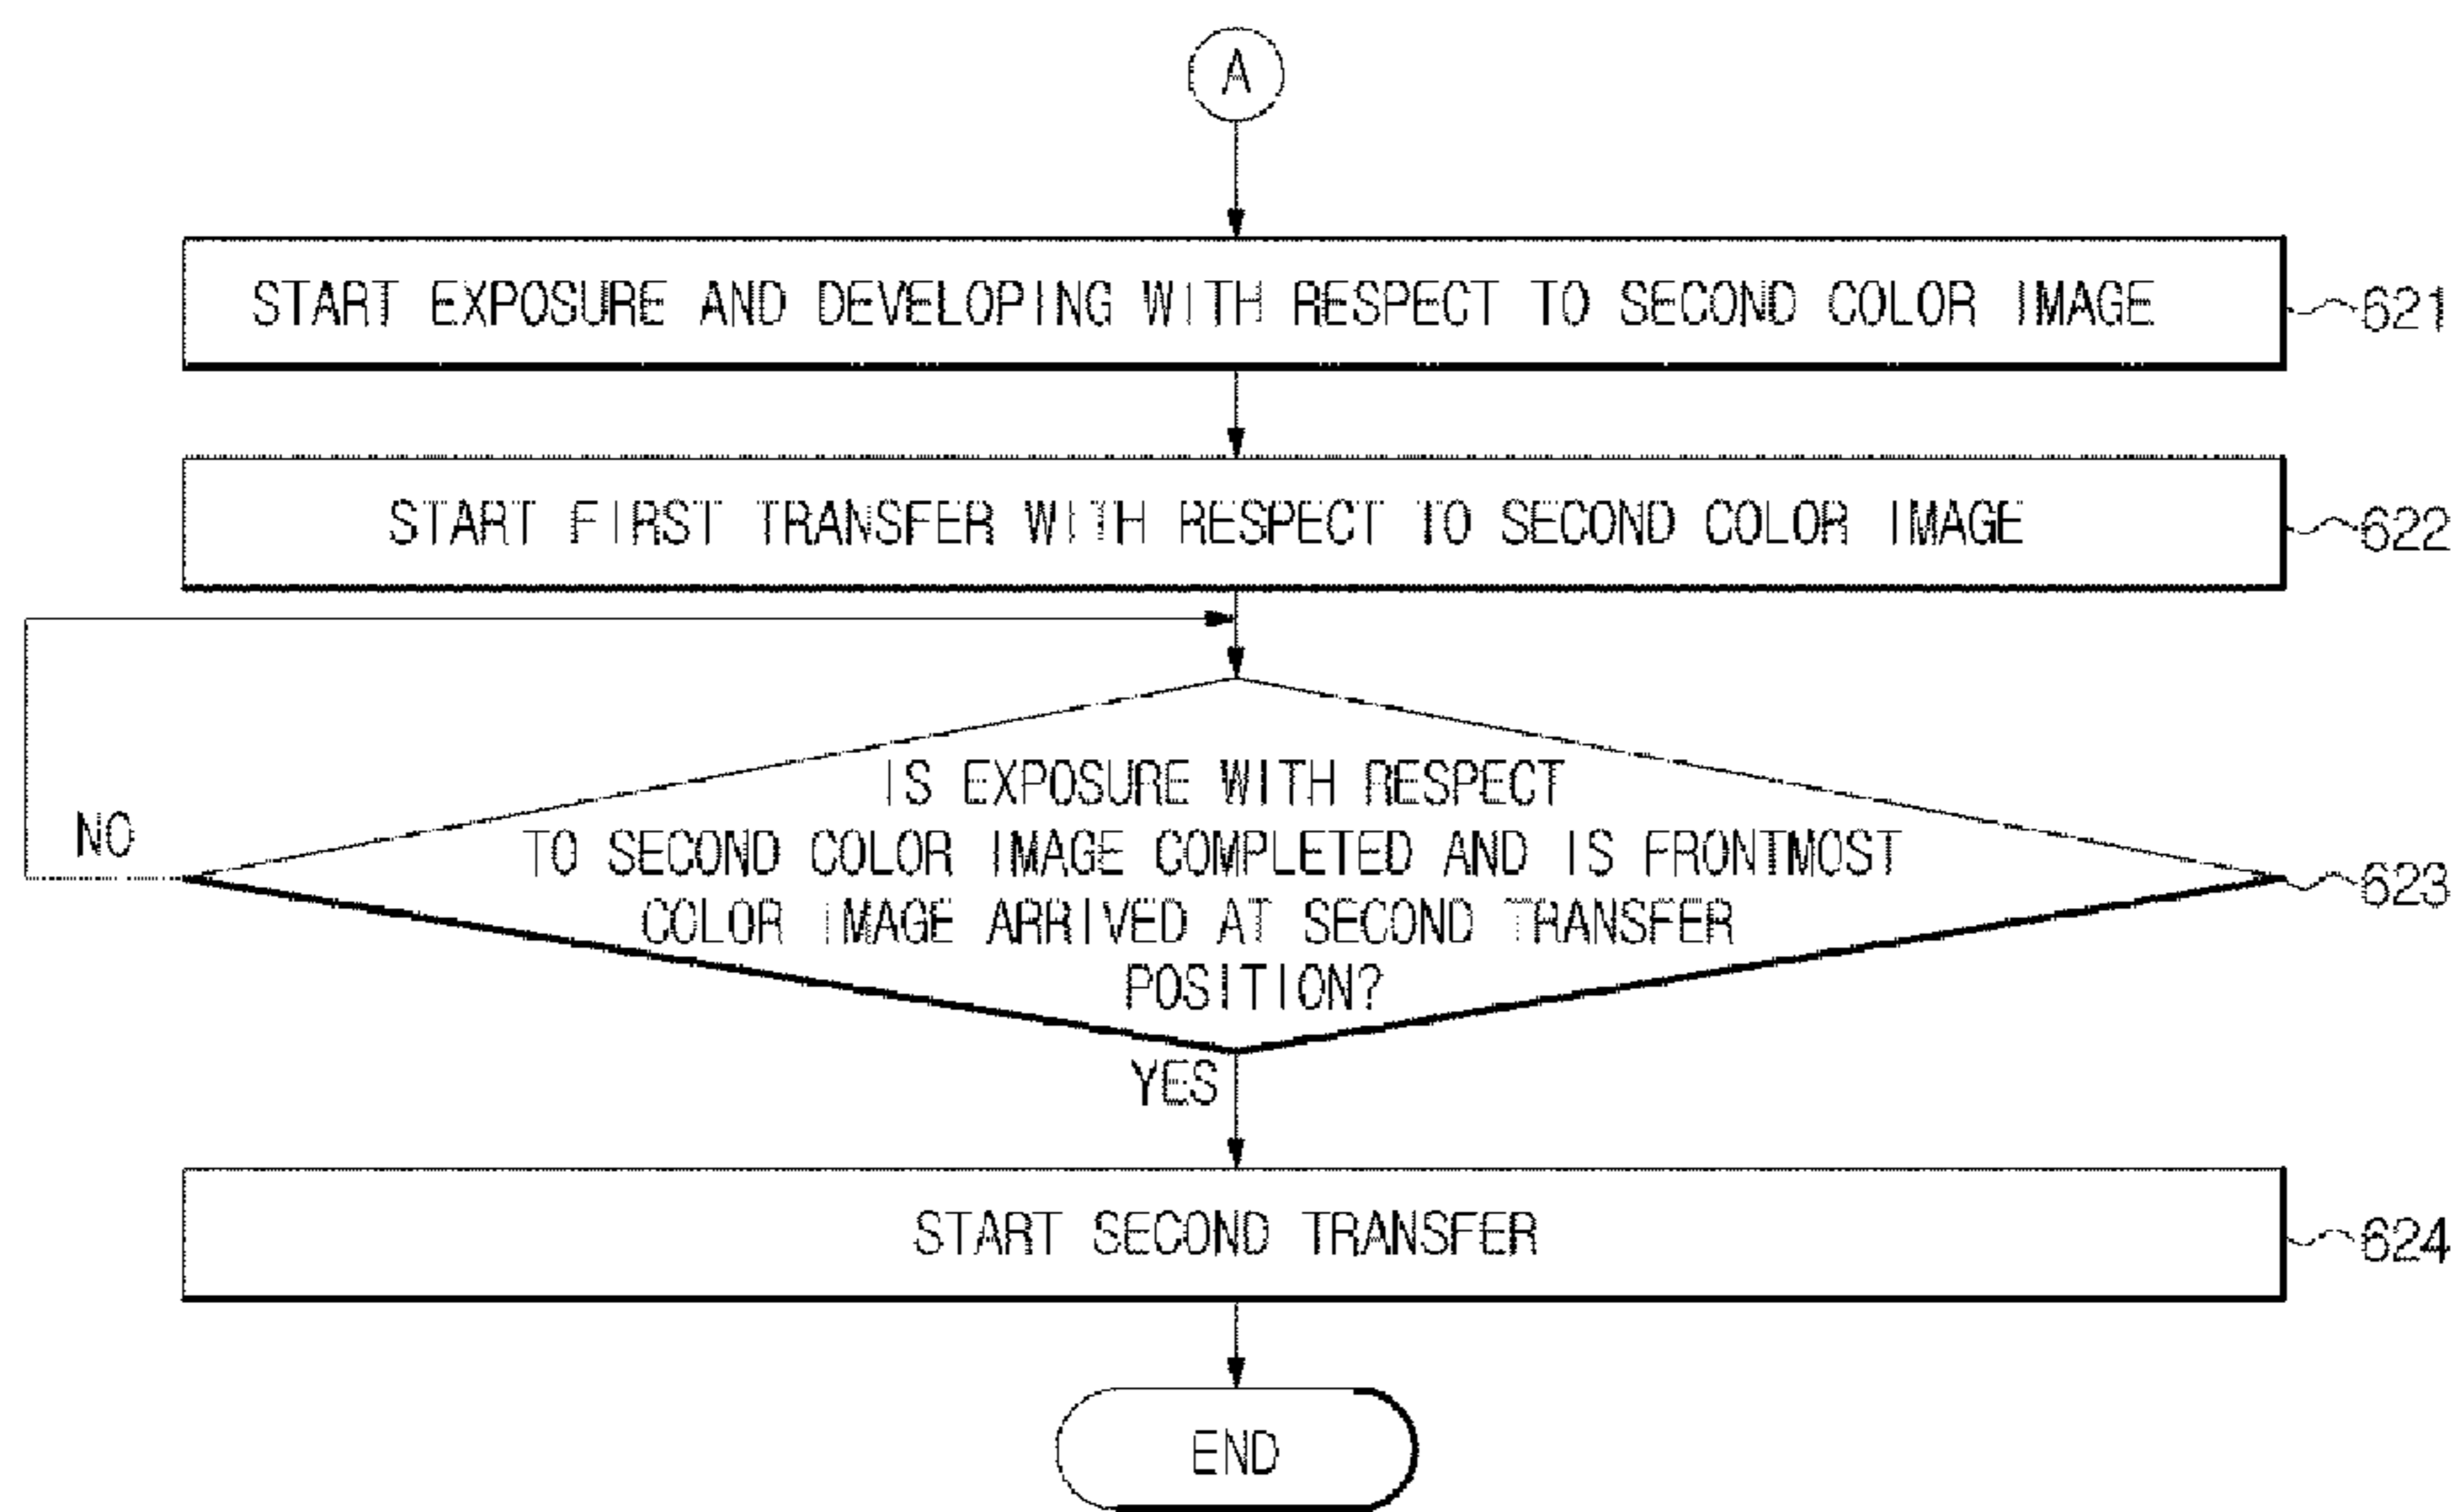 A
START EXPOSURE AND DEVELOPING WITH RESPECT TO SECOND COLOR IMAGE
621
START FIRST TRANSFER WITH RESPECT TO SECOND COLOR IMAGE
622
IS EXPOSURE WITH RESPECT
TO SECOND COLOR IMAGE COMPLETED AND IS FRONTMOST
COLOR IMAGE ARRIVED AT SECOND TRANSFER
POSITION?
NO
623
YES
START SECOND TRANSFER
624
END